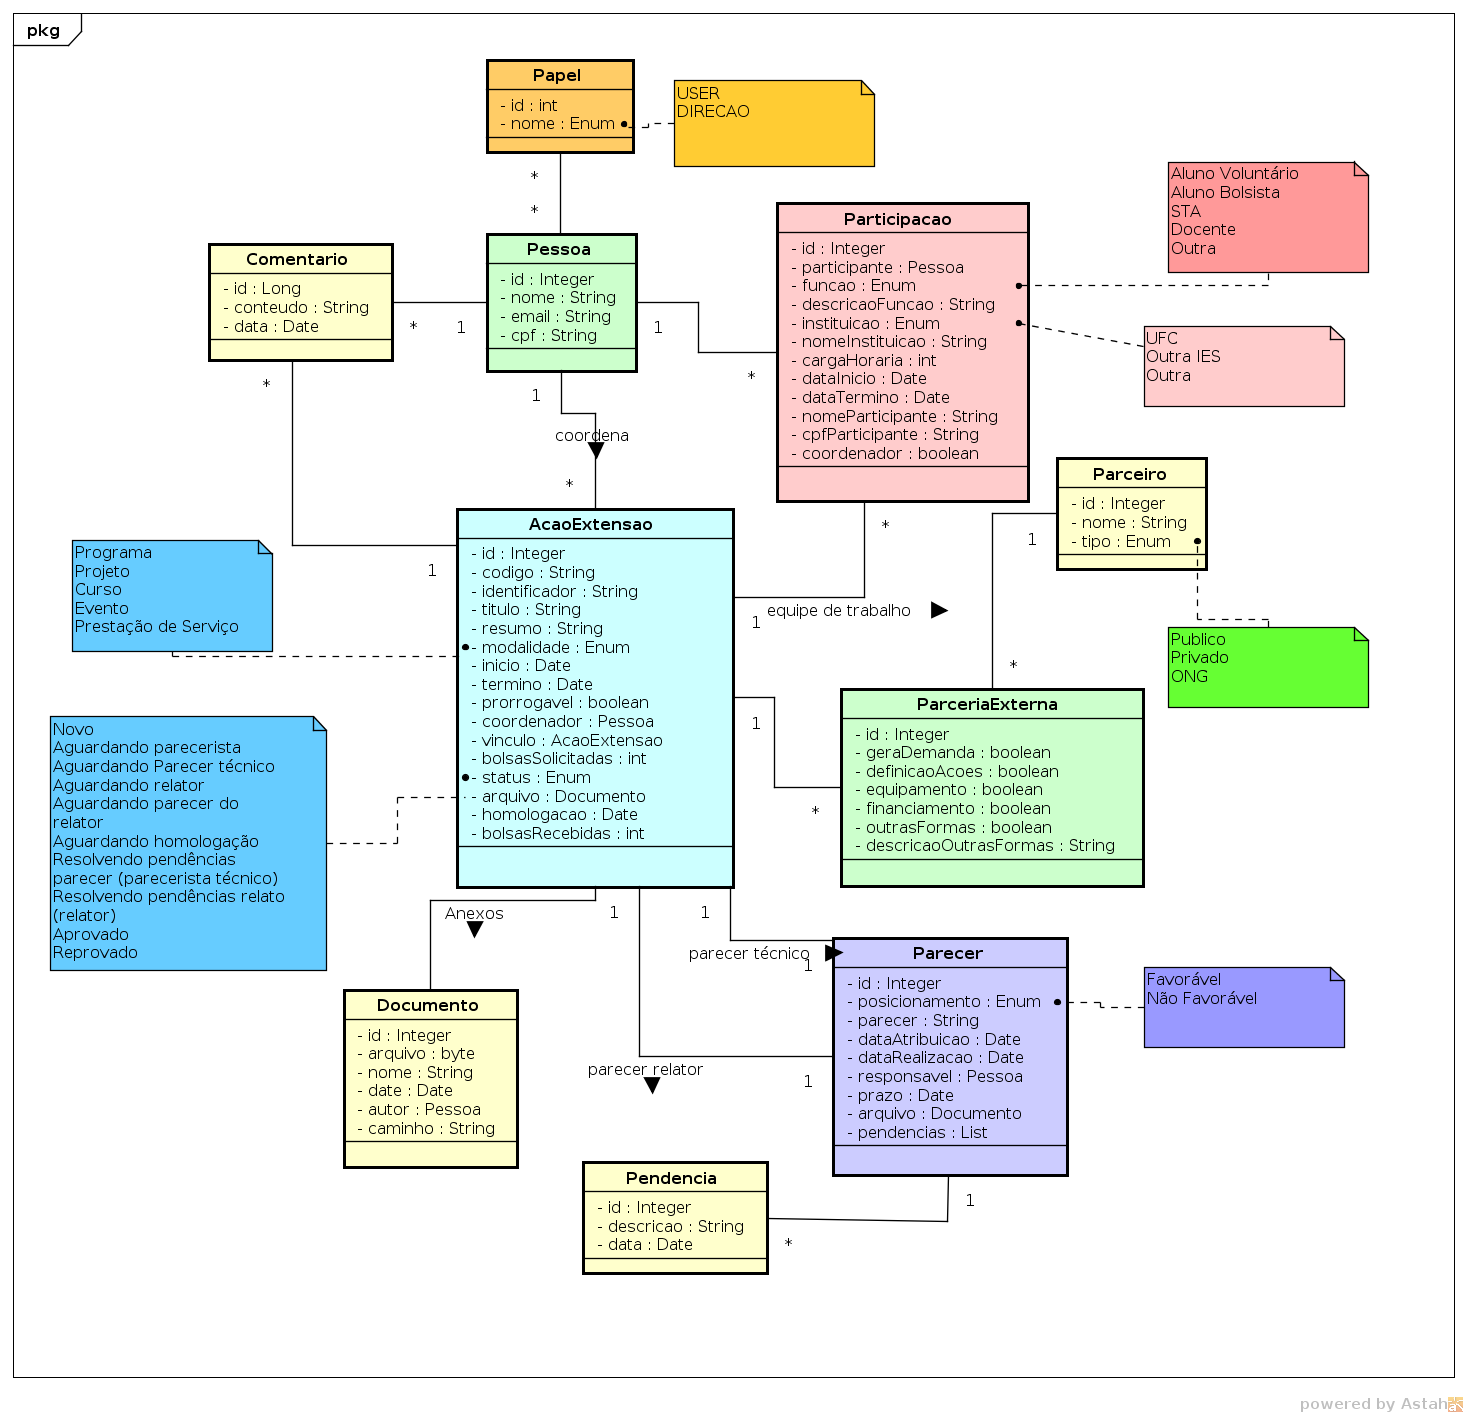 pkg
Papel
- id : int
- nome : Enum
USER
DIRECAO
*
*
Pessoa
- id : Integer
- nome : String
- email : String
- cpf : String
Comentario
- id : Long
- conteudo : String
- data : Date
*
1
1
*
*
1
1
coordena
*
Participacao
- id : Integer
- participante : Pessoa
- funcao : Enum
- descricaoFuncao : String
- instituicao : Enum
- nomeInstituicao : String
- cargaHoraria : int
- dataInicio : Date
- dataTermino : Date
- nomeParticipante : String
- cpfParticipante : String
- coordenador : boolean
Aluno Voluntário
Aluno Bolsista
STA
Docente
Outra
UFC
Outra IES
Outra
*
1
equipe de trabalho
Parceiro
- id : Integer
- nome : String
- tipo : Enum
1
*
Publico
Privado
ONG
Programa
Projeto
Curso
Evento
Prestação de Serviço
AcaoExtensao
- id : Integer
- codigo : String
- identificador : String
- titulo : String
- resumo : String
- modalidade : Enum
- inicio : Date
- termino : Date
- prorrogavel : boolean
- coordenador : Pessoa
- vinculo : AcaoExtensao
- bolsasSolicitadas : int
- status : Enum
- arquivo : Documento
- homologacao : Date
- bolsasRecebidas : int
Novo
Aguardando parecerista
Aguardando Parecer técnico
Aguardando relator
Aguardando parecer do
relator
Aguardando homologação
Resolvendo pendências
parecer (parecerista técnico)
Resolvendo pendências relato
(relator)
Aprovado
Reprovado
1
*
ParceriaExterna
- id : Integer
- geraDemanda : boolean
- definicaoAcoes : boolean
- equipamento : boolean
- financiamento : boolean
- outrasFormas : boolean
- descricaoOutrasFormas : String
Anexos
1
1
parecer técnico
1
Parecer
- id : Integer
- posicionamento : Enum
- parecer : String
- dataAtribuicao : Date
- dataRealizacao : Date
- responsavel : Pessoa
- prazo : Date
- arquivo : Documento
- pendencias : List
Favorável
Não Favorável
Documento
- id : Integer
- arquivo : byte
- nome : String
- date : Date
- autor : Pessoa
- caminho : String
parecer relator
1
Pendencia
- id : Integer
- descricao : String
- data : Date
1
*
powered by Astah